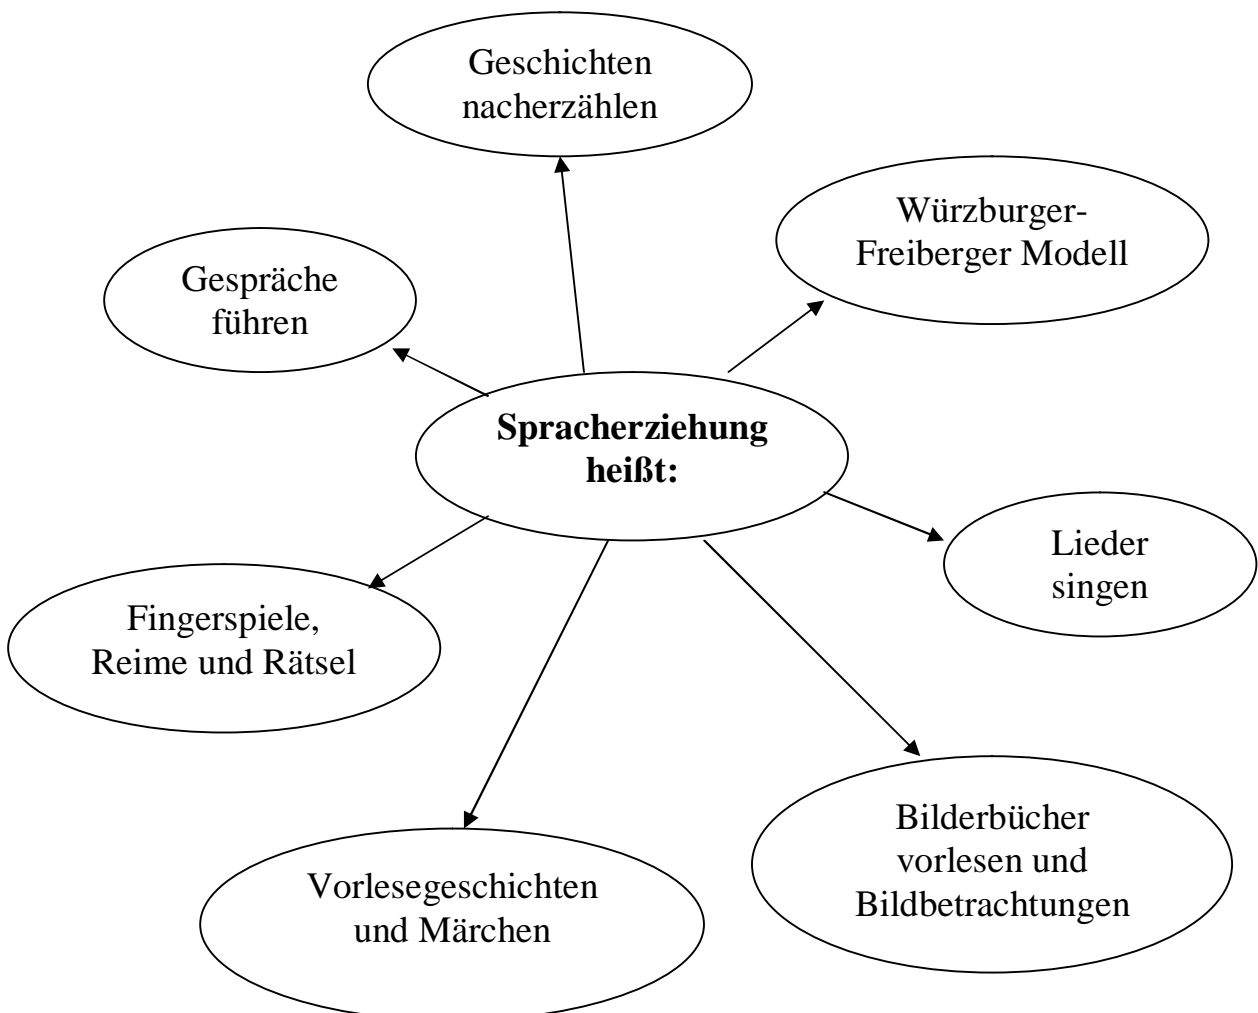 Geschichten
nacherzählen
Würzburger-
Freiberger Modell
Gespräche
führen
Spracherziehung
heißt:
Lieder
singen
Fingerspiele,
Reime und Rätsel
Bilderbücher
vorlesen und
Bildbetrachtungen
Vorlesegeschichten
und Märchen